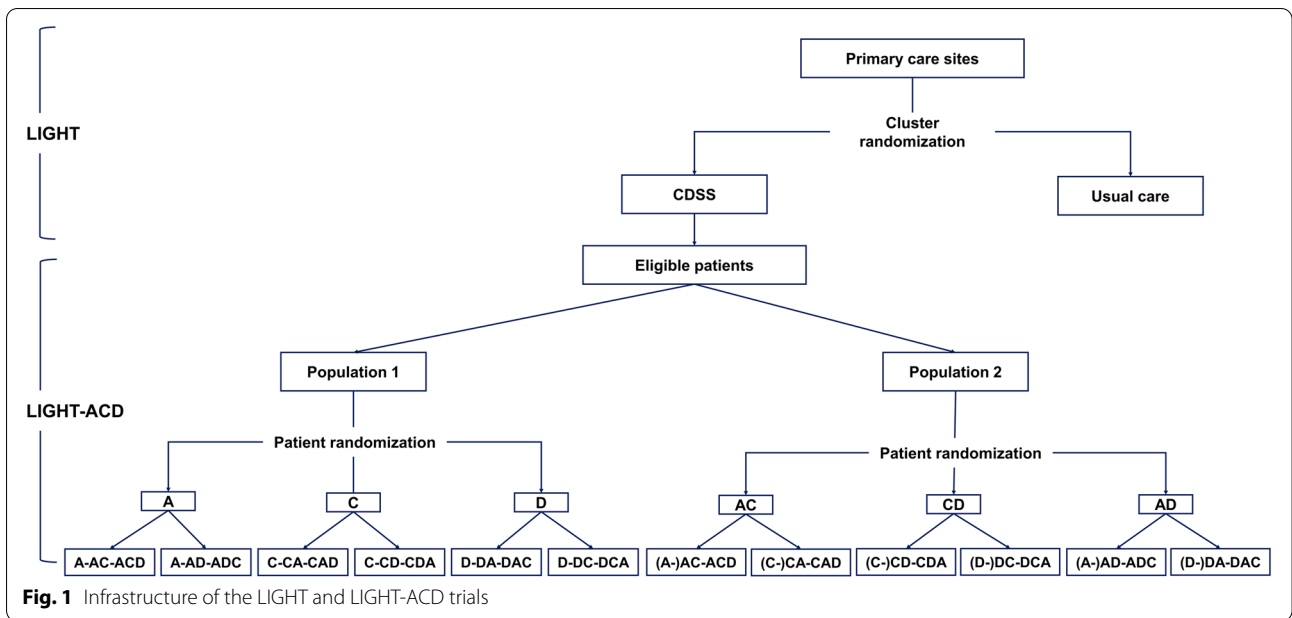 Primary care sites
LIGHT
Cluster
randomization
CDSS
Usual care
Eligible patients
Population 1
Population 2
LIGHT-ACD
Patient randomization
Patient randomization
A
C
D
AC
CD
AD
A-AC-ACD
A-AD-ADC
C-CA-CAD
C-CD-CDA
D-DA-DAC
D-DC-DCA
(A-)AC-ACD
(C-)CA-CAD
(C-)CD-CDA
(D-)DC-DCA
(A-)AD-ADC
(D-)DA-DAC
Fig. 1 Infrastructure of the LIGHT and LIGHT-ACD trials